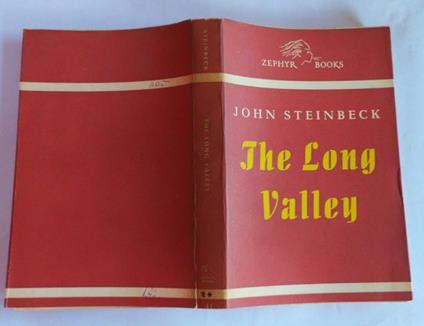 ZEPHYR BOOKS
JOHN STEINBECK
The Long
Valley
STEINBECK
THE LONG VALLEY